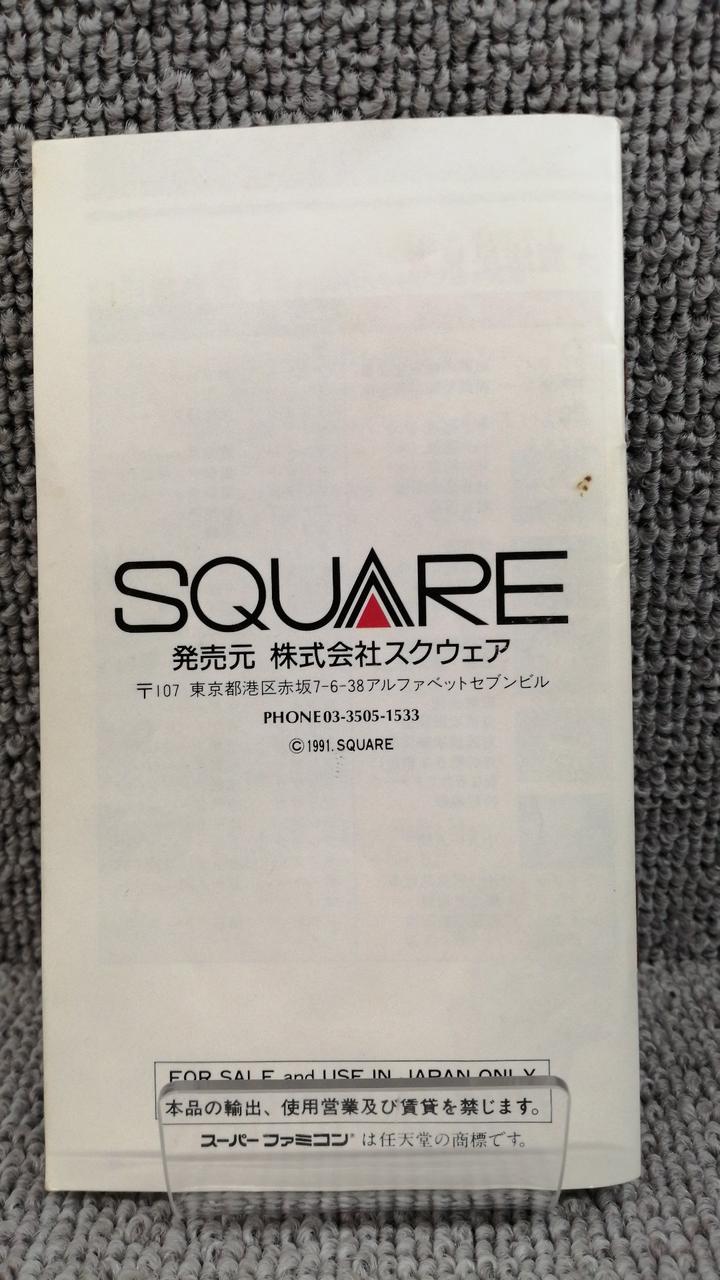 SQUARE
発売元 株式会社スクウェア
〒107 東京都港区赤坂7-6-38アルファベットセブンビル
PHONE03-3505-1533
©1991. SQUARE
FOR SALE and USE IN JAPAN ONLY
本品の輸出、使用営業及び賃貸を禁じます。
スーパーファミコン®は任天堂の商標です。